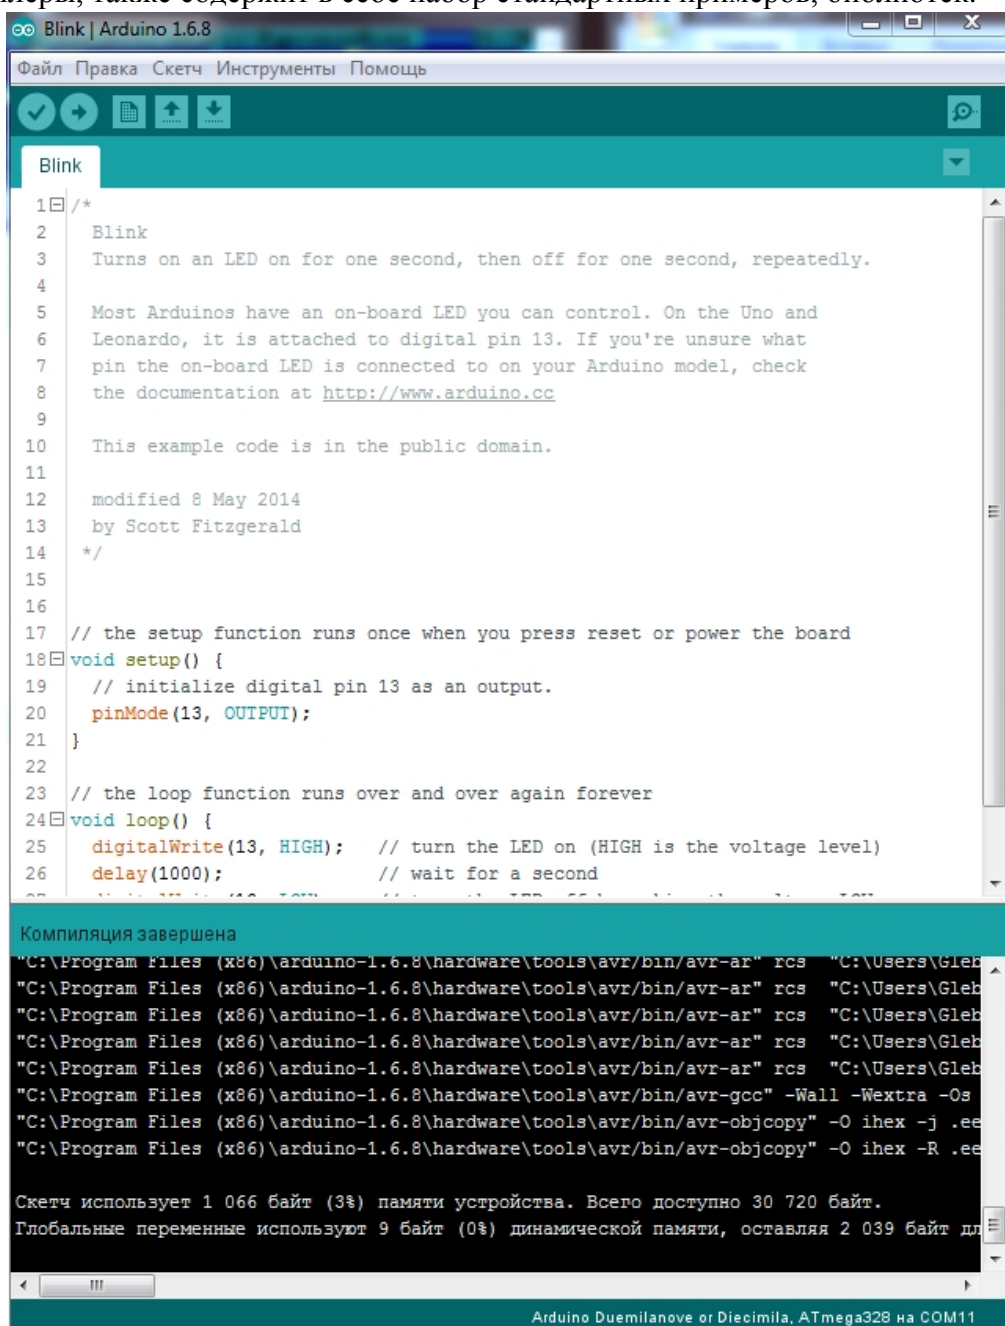 также содержит в себе набор стандартных примеров, библиотек.
Blink | Arduino 1.6.8
Файл Правка Скетч Инструменты Помощь
Blink
1 /*
2 Blink
3 Turns on an LED on for one second, then off for one second, repeatedly.
4
5 Most Arduinos have an on-board LED you can control. On the Uno and
6 Leonardo, it is attached to digital pin 13. If you're unsure what
7 pin the on-board LED is connected to on your Arduino model, check
8 the documentation at http://www.arduino.cc
9
10 This example code is in the public domain.
11
12 modified 8 May 2014
13 by Scott Fitzgerald
14 */
15
16
17 // the setup function runs once when you press reset or power the board
18 void setup() {
19 // initialize digital pin 13 as an output.
20 pinMode(13, OUTPUT);
21 }
22
23 // the loop function runs over and over again forever
24 void loop() {
25 digitalWrite(13, HIGH); // turn the LED on (HIGH is the voltage level)
26 delay(1000); // wait for a second
Компиляция завершена
"C:\Program Files (x86)\arduino-1.6.8\hardware\tools\avr/bin/avr-ar" rcs "C:\Users\Gleb
"C:\Program Files (x86)\arduino-1.6.8\hardware\tools\avr/bin/avr-ar" rcs "C:\Users\Gleb
"C:\Program Files (x86)\arduino-1.6.8\hardware\tools\avr/bin/avr-ar" rcs "C:\Users\Gleb
"C:\Program Files (x86)\arduino-1.6.8\hardware\tools\avr/bin/avr-ar" rcs "C:\Users\Gleb
"C:\Program Files (x86)\arduino-1.6.8\hardware\tools\avr/bin/avr-ar" rcs "C:\Users\Gleb
"C:\Program Files (x86)\arduino-1.6.8\hardware\tools\avr/bin/avr-gcc" -Wall -Wextra -Os
"C:\Program Files (x86)\arduino-1.6.8\hardware\tools\avr/bin/avr-objcopy" -O ihex -j .ee
"C:\Program Files (x86)\arduino-1.6.8\hardware\tools\avr/bin/avr-objcopy" -O ihex -R .ee
Скетч использует 1 066 байт (3%) памяти устройства. Всего доступно 30 720 байт.
Глобальные переменные используют 9 байт (0%) динамической памяти, оставляя 2 039 байт дл
Arduino Duemilanove or Diecimila, ATmega328 на COM11